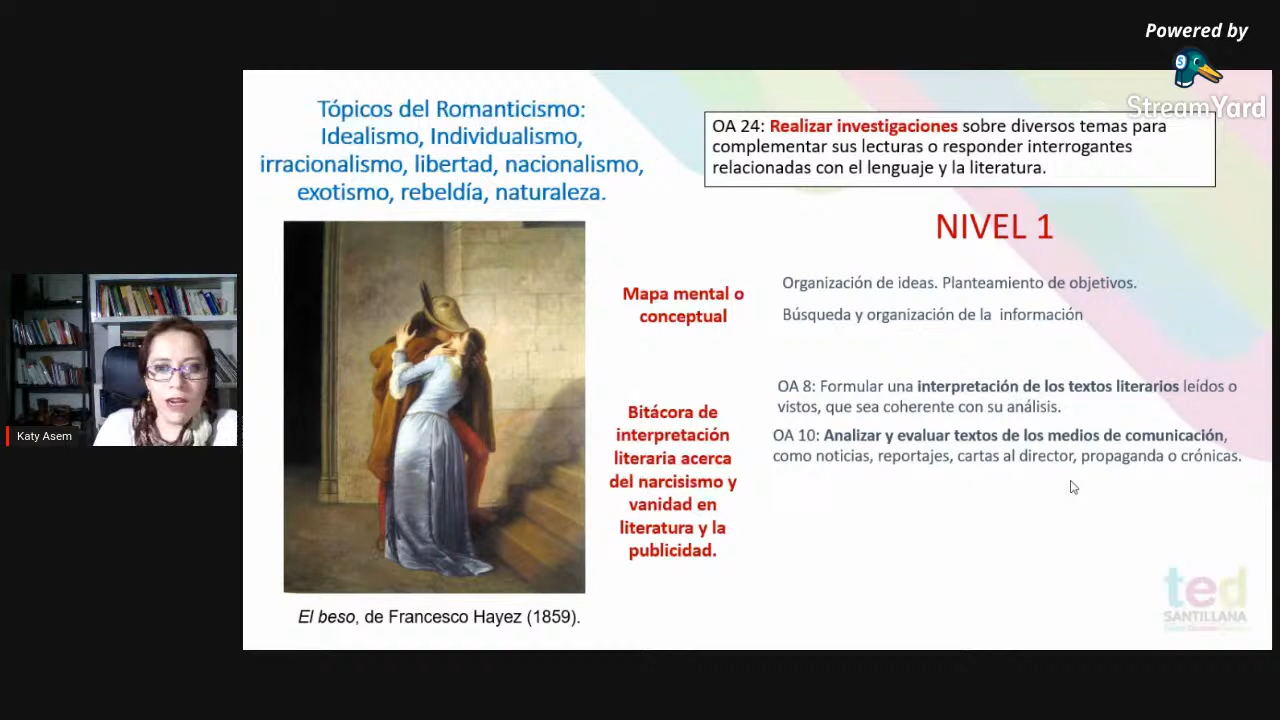 Powered by
StreamYard
Tópicos del Romanticismo:
Idealismo, Individualismo,
irracionalismo, libertad, nacionalismo,
exotismo, rebeldía, naturaleza.
OA 24: Realizar investigaciones sobre diversos temas para
complementar sus lecturas o responder interrogantes
relacionadas con el lenguaje y la literatura.
NIVEL 1
Mapa mental o
conceptual
Organización de ideas. Planteamiento de objetivos.
Búsqueda y organización de la información
Bitácora de
interpretación
literaria acerca
del narcisismo y
vanidad en
literatura y la
publicidad.
OA 8: Formular una interpretación de los textos literarios leídos o
vistos, que sea coherente con su análisis.
OA 10: Analizar y evaluar textos de los medios de comunicación,
como noticias, reportajes, cartas al director, propaganda o crónicas.
El beso, de Francesco Hayez (1859).
Katy Asem
ted
SANTILLANA